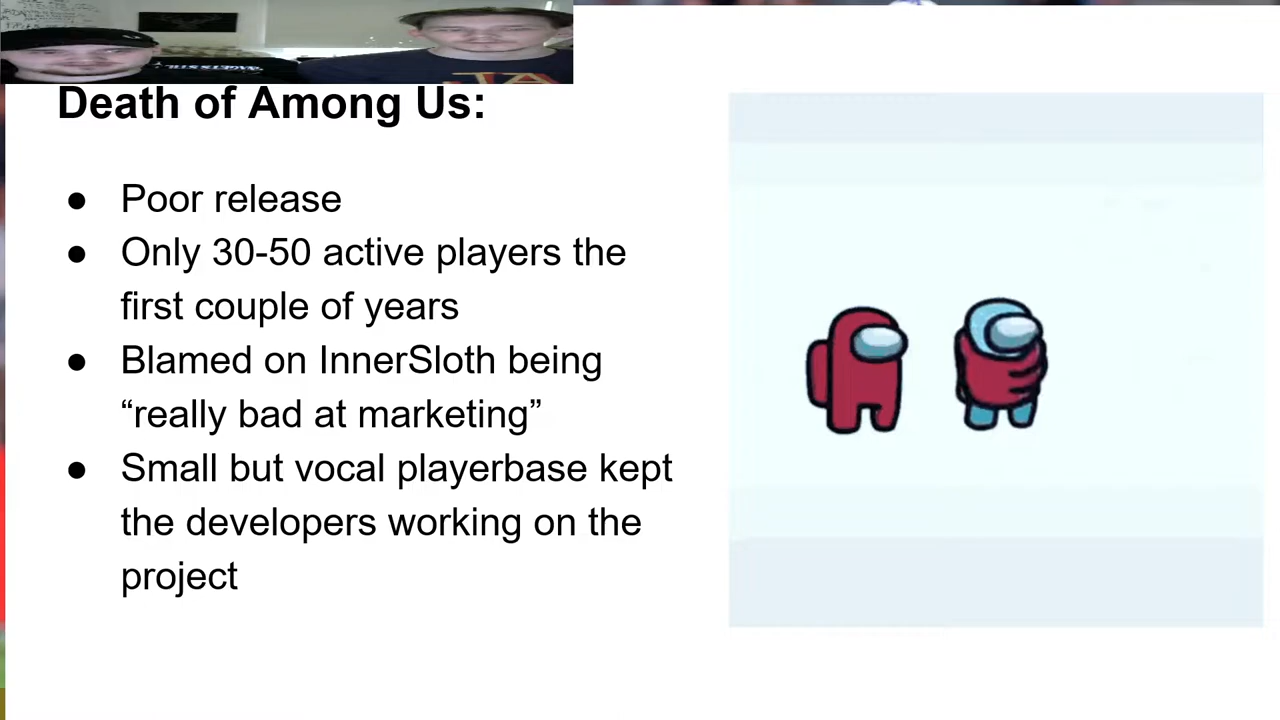 Death of Among Us:
● Poor release
● Only 30-50 active players the
first couple of years
● Blamed on InnerSloth being
“really bad at marketing”
● Small but vocal playerbase kept
the developers working on the
project